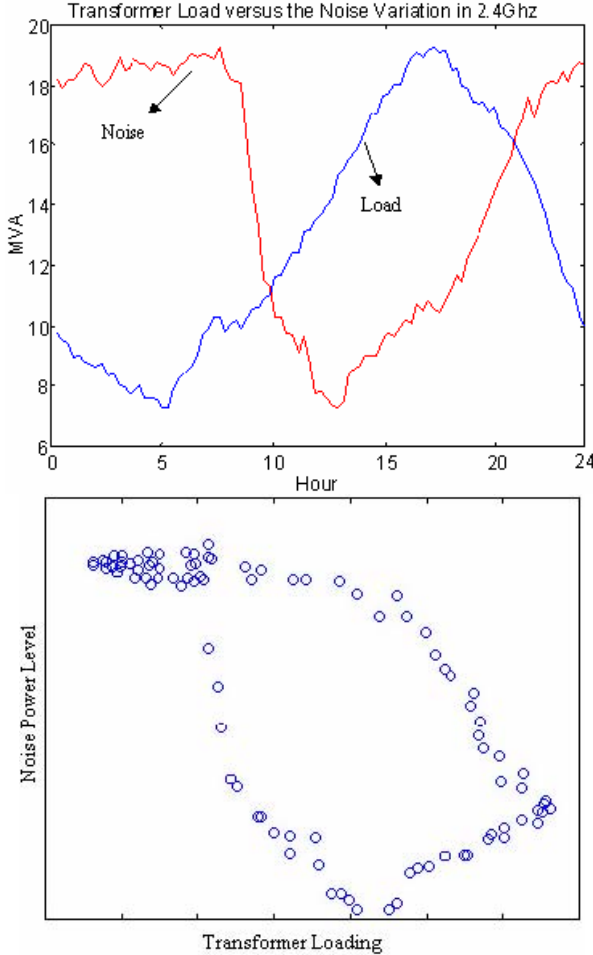 Transformer Load versus the Noise Variation in 2.4Ghz
20
18
16
14
12
10
8
6
MVA
Noise
Load
0 5 10 15 20 24
Hour
Noise Power Level
Transformer Loading